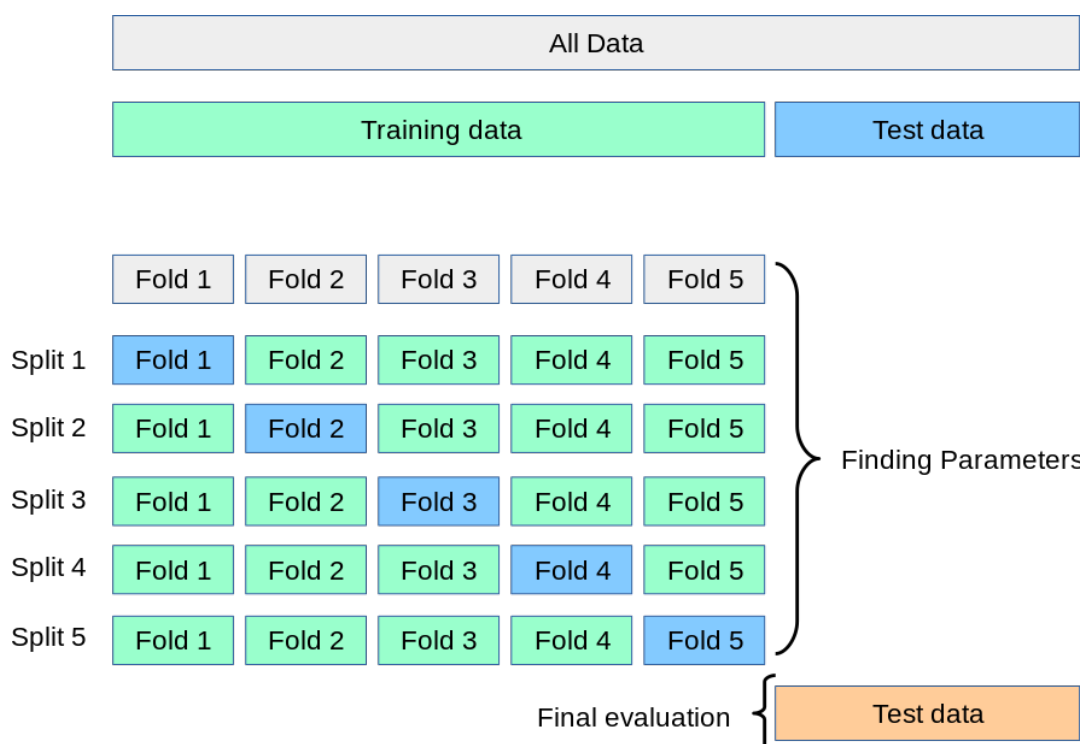 All Data
Training data Test data
Fold 1 Fold 2 Fold 3 Fold 4 Fold 5
Split 1 Fold 1 Fold 2 Fold 3 Fold 4 Fold 5
Split 2 Fold 1 Fold 2 Fold 3 Fold 4 Fold 5
Finding Parameters
Split 3 Fold 1 Fold 2 Fold 3 Fold 4 Fold 5
Split 4 Fold 1 Fold 2 Fold 3 Fold 4 Fold 5
Split 5 Fold 1 Fold 2 Fold 3 Fold 4 Fold 5
Final evaluation Test data